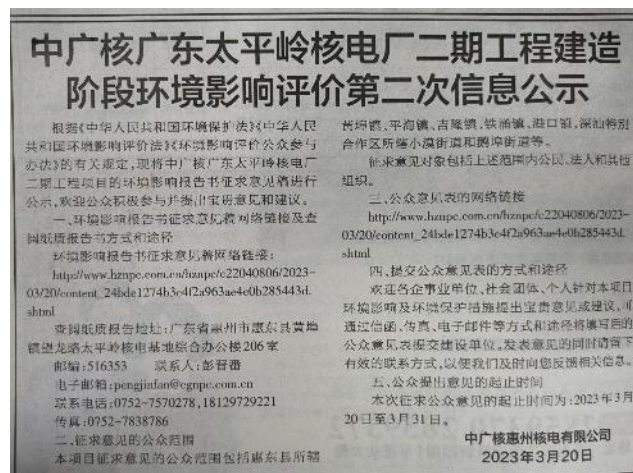 中广核广东太平岭核电厂二期工程建造
阶段环境影响评价第二次信息公示
根据《中华人民共和国环境保护法》《中华人民
共和国环境影响评价法》《环境影响评价公众参与
办法》的有关规定,现将中广核广东太平岭核电厂
二期工程项目的环境影响报告书征求意见稿进行
公示,欢迎公众积极参与并提出宝贵意见和建议。
一、环境影响报告书征求意见稿网络链接及查
阅纸质报告书方式和途径
环境影响报告书征求意见稿网络链接:
http://www.hznpc.com.cn/hznpc/c22040806/2023-
03/20/content_24bde1274b3c4f2a963ae4e0b285443d.
shtml
查阅纸质报告地址:广东省惠州市惠东县黄埠
镇望龙路太平岭核电基地综合办公楼206室
邮编:516353 联系人:彭晋番
电子邮箱:pengjinfan@cgnpc.com.cn
联系电话:0752-7570278,18129729221
传真:0752-7838786
二、征求意见的公众范围
本项目征求意见的公众范围包括惠东县所辖
黄埠镇、平海镇、吉隆镇、铁涌镇、港口镇,深汕特别
合作区所辖小漠街道和鹅埠街道等。
征求意见对象包括上述范围内公民、法人和其他
组织。
三、公众意见表的网络链接
http://www.hznpc.com.cn/hznpc/c22040806/2023-
03/20/content_24bde1274b3c4f2a963ae4e0b285443d.
shtml
四、提交公众意见表的方式和途径
欢迎各企事业单位、社会团体、个人针对本项目
环境影响及环境保护措施提出宝贵意见或建议,可
通过信函、传真、电子邮件等方式和途径将填写后的
公众意见表提交建设单位,发表意见的同时请留下
有效的联系方式,以便我们及时向您反馈相关信息。
五、公众提出意见的起止时间
本次征求公众意见的起止时间为:2023年3月
20日至3月31日。
中广核惠州核电有限公司
2023年3月20日